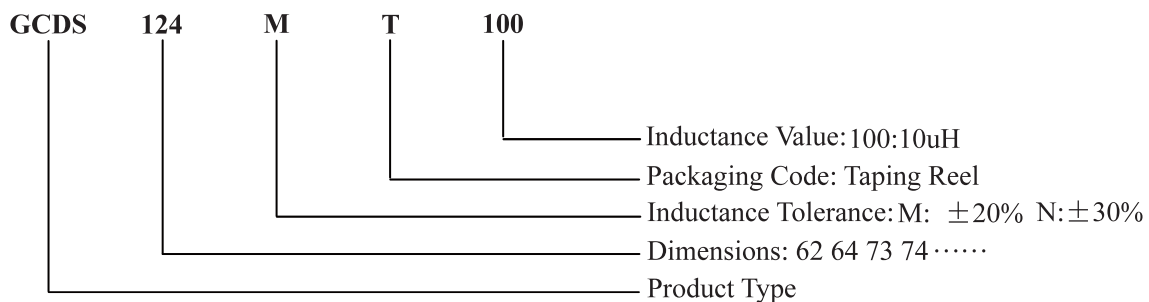 GCDS 124 M T 100
Inductance Value: 100:10uH
Packaging Code: Taping Reel
Inductance Tolerance: M: ±20% N:±30%
Dimensions: 62 64 73 74 ······
Product Type